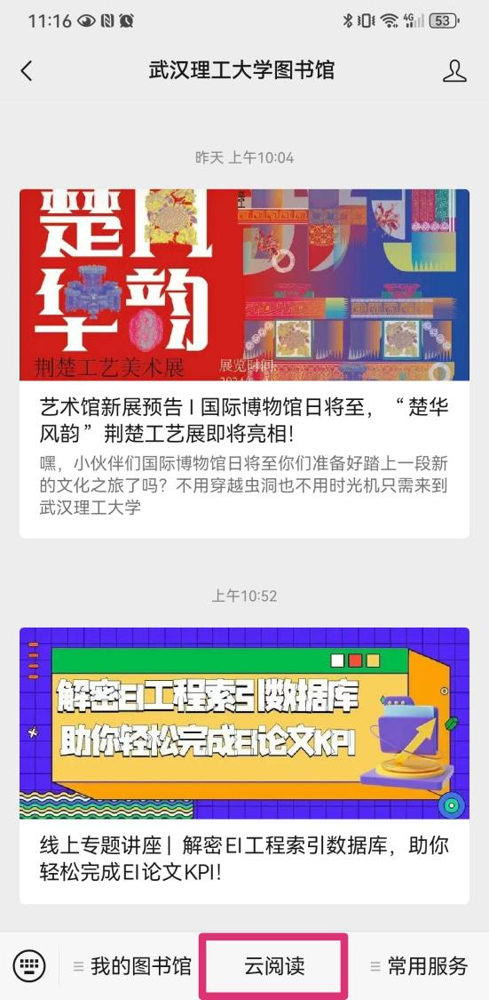 11:16
4G
53
武汉理工大学图书馆
昨天 上午10:04
楚风
华韵
荆楚工艺美术展
展览时间:
艺术馆新展预告 | 国际博物馆日将至，“楚华
风韵”荆楚工艺展即将亮相!
嘿，小伙伴们国际博物馆日将至你们准备好踏上一段新
的文化之旅了吗？不用穿越虫洞也不用时光机只需来到
武汉理工大学
上午10:52
解密EI工程索引数据库
助你轻松完成EI论文KPI
线上专题讲座 | 解密EI工程索引数据库，助你
轻松完成EI论文KPI!
我的图书馆
云阅读
常用服务